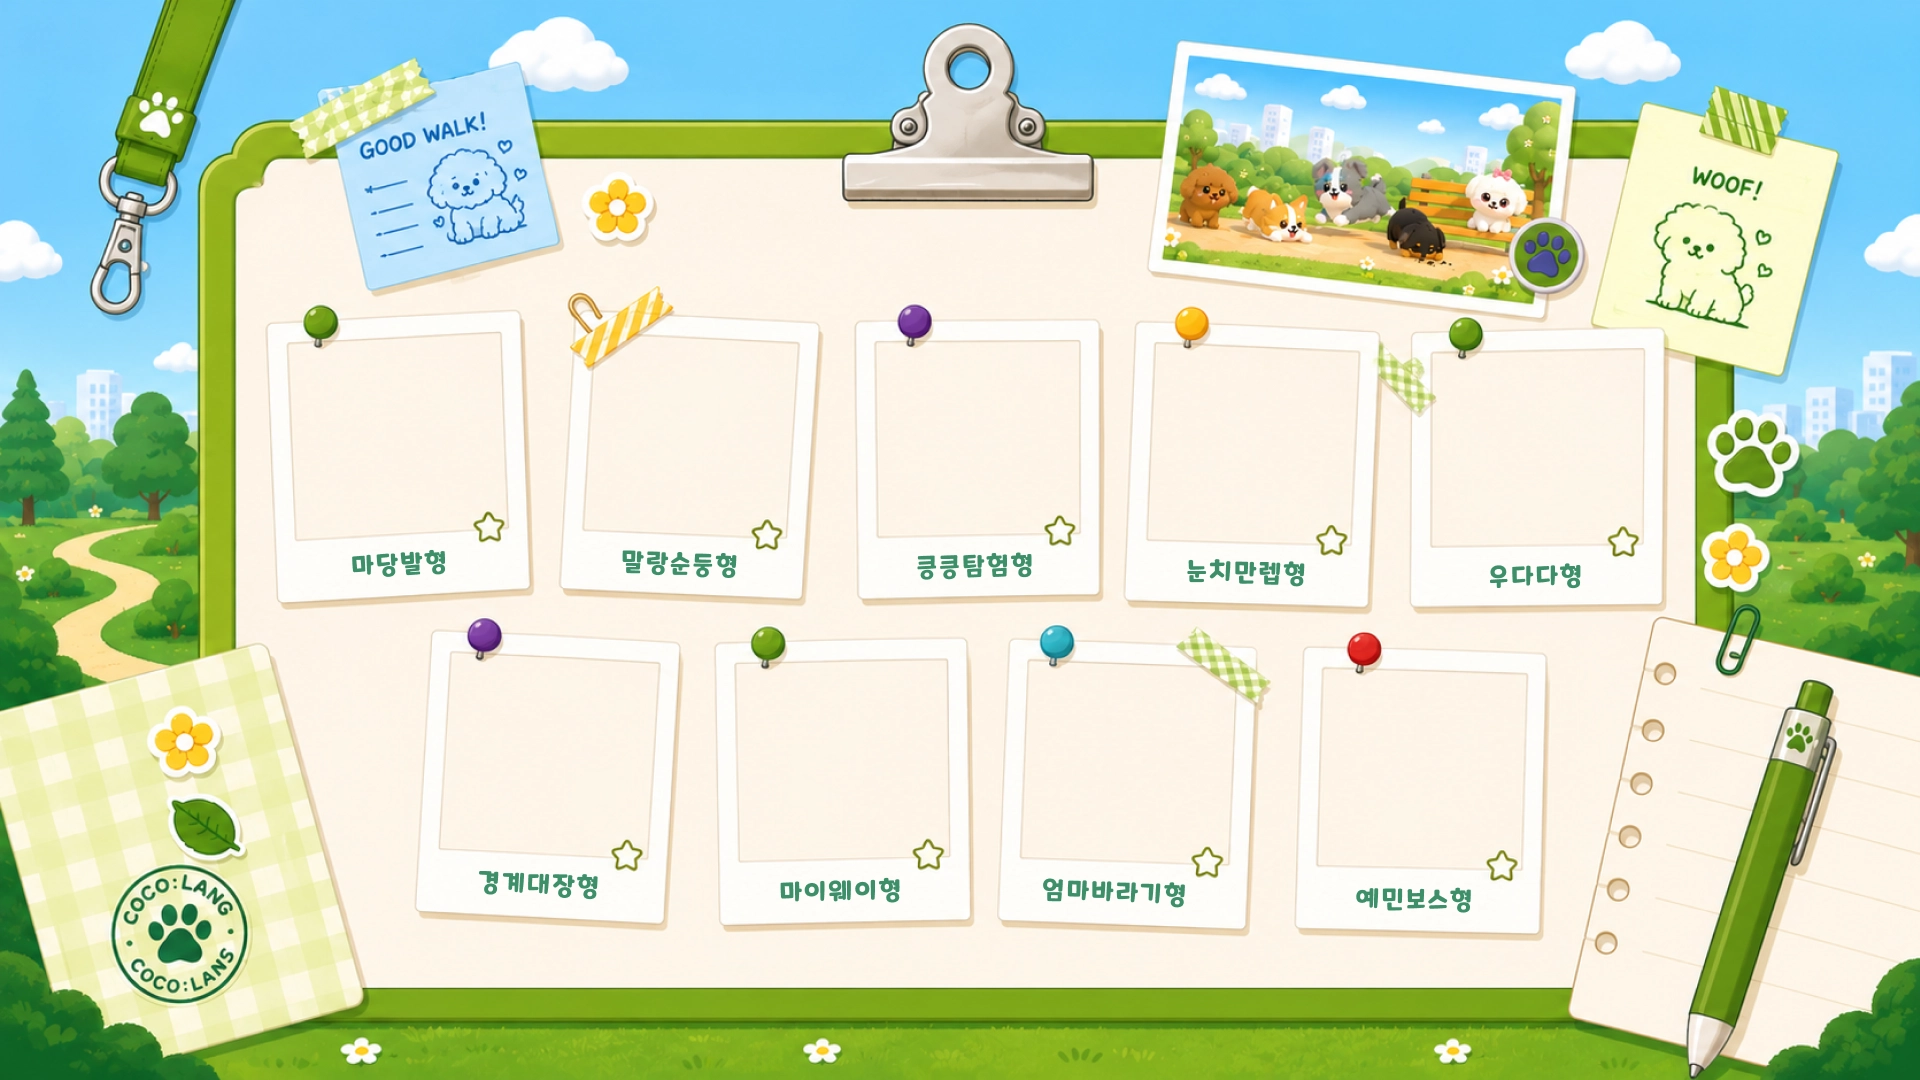 GOOD WALK!
WOOF!
마당발형
말랑순둥형
킁킁탐험형
눈치만렙형
우다다형
경계대장형
마이웨이형
엄마바라기형
예민보스형
COCO:LANG
COCO:LANS